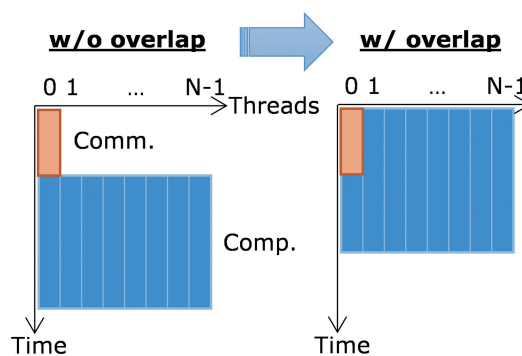 w/o overlap
w/ overlap
0 1 ... N-1
Threads
0 1 ... N-1
Comm.
Comp.
Time
Time